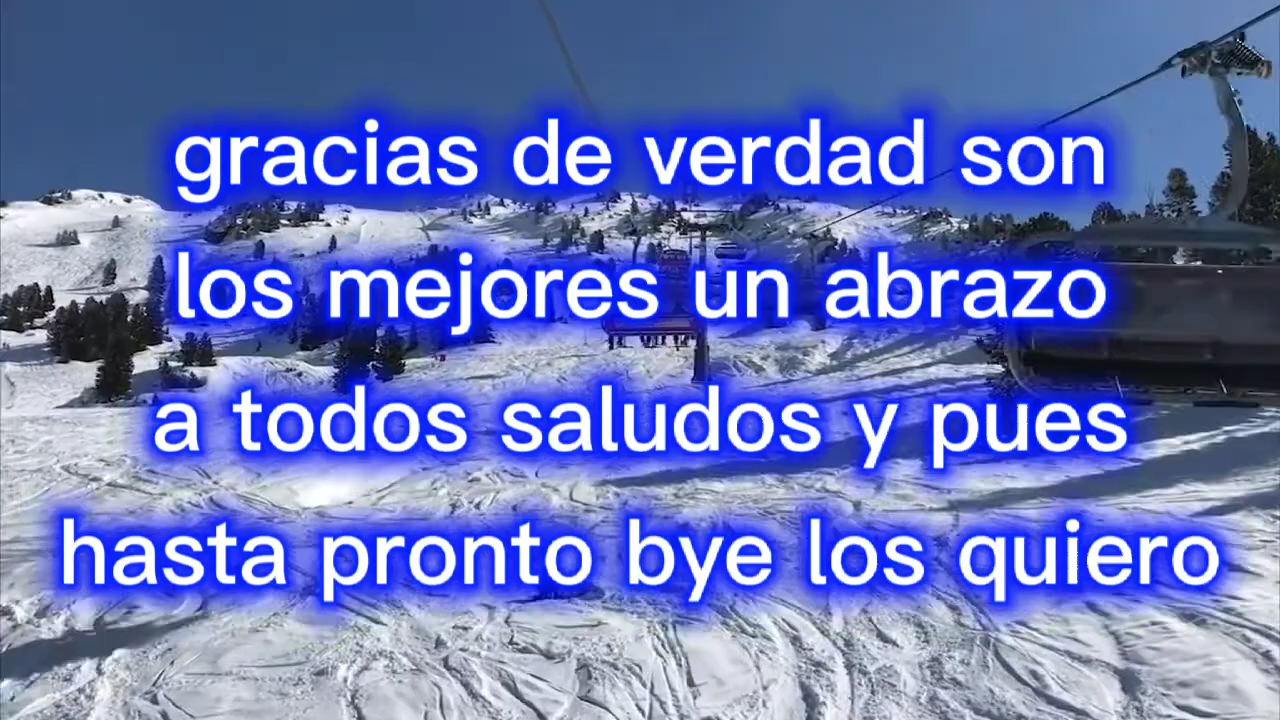 gracias de verdad son
los mejores un abrazo
a todos saludos y pues
hasta pronto bye los quiero